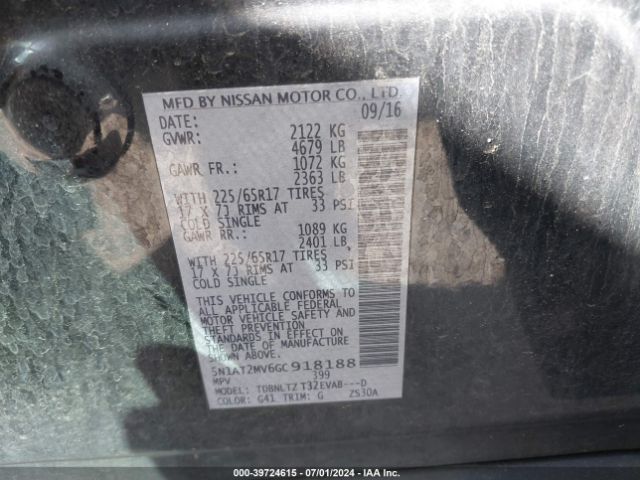 MFD BY NISSAN MOTOR CO., LTD.
DATE: 09/16
GVWR: 2122 KG
4679 LB
GAWR FR.: 1072 KG
2363 LB
WITH 225/65R17 TIRES
17 X 7J RIMS AT 33 PSI
COLD SINGLE
GAWR RR.: 1089 KG
2401 LB
WITH 225/65R17 TIRES
17 X 7J RIMS AT 33 PSI
COLD SINGLE
THIS VEHICLE CONFORMS TO
ALL APPLICABLE FEDERAL
MOTOR VEHICLE SAFETY AND
THEFT PREVENTION
STANDARDS IN EFFECT ON
THE DATE OF MANUFACTURE
SHOWN ABOVE.
5N1AT2MV6GC918188
MPV 399
MODEL: TOBNLTZ T32EVAB---D
COLOR: G41 TRIM: G ZS30A
000-39724615 - 07/01/2024 - IAA Inc.